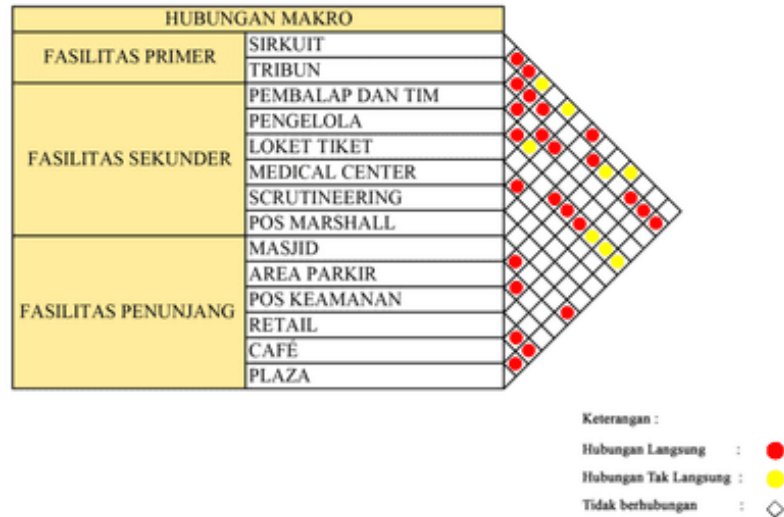 HUBUNGAN MAKRO
FASILITAS PRIMER
SIRKUIT
TRIBUN
FASILITAS SEKUNDER
PEMBALAP DAN TIM
PENGELOLA
LOKET TIKET
MEDICAL CENTER
SCRUTINEERING
POS MARSHALL
FASILITAS PENUNJANG
MASJID
AREA PARKIR
POS KEAMANAN
RETAIL
CAFÉ
PLAZA
Keterangan :
Hubungan Langsung :
Hubungan Tak Langsung :
Tidak berhubungan :